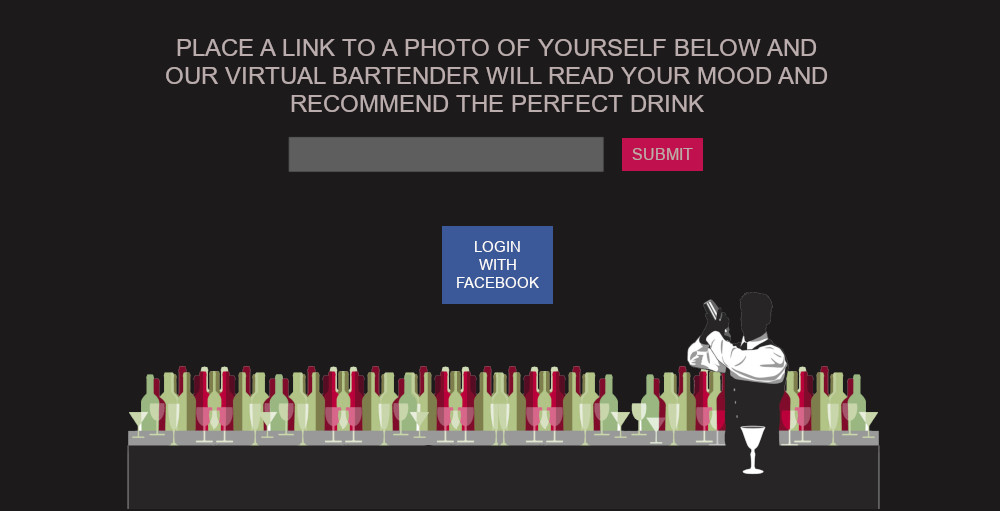 PLACE A LINK TO A PHOTO OF YOURSELF BELOW AND
OUR VIRTUAL BARTENDER WILL READ YOUR MOOD AND
RECOMMEND THE PERFECT DRINK
SUBMIT
LOGIN
WITH
FACEBOOK